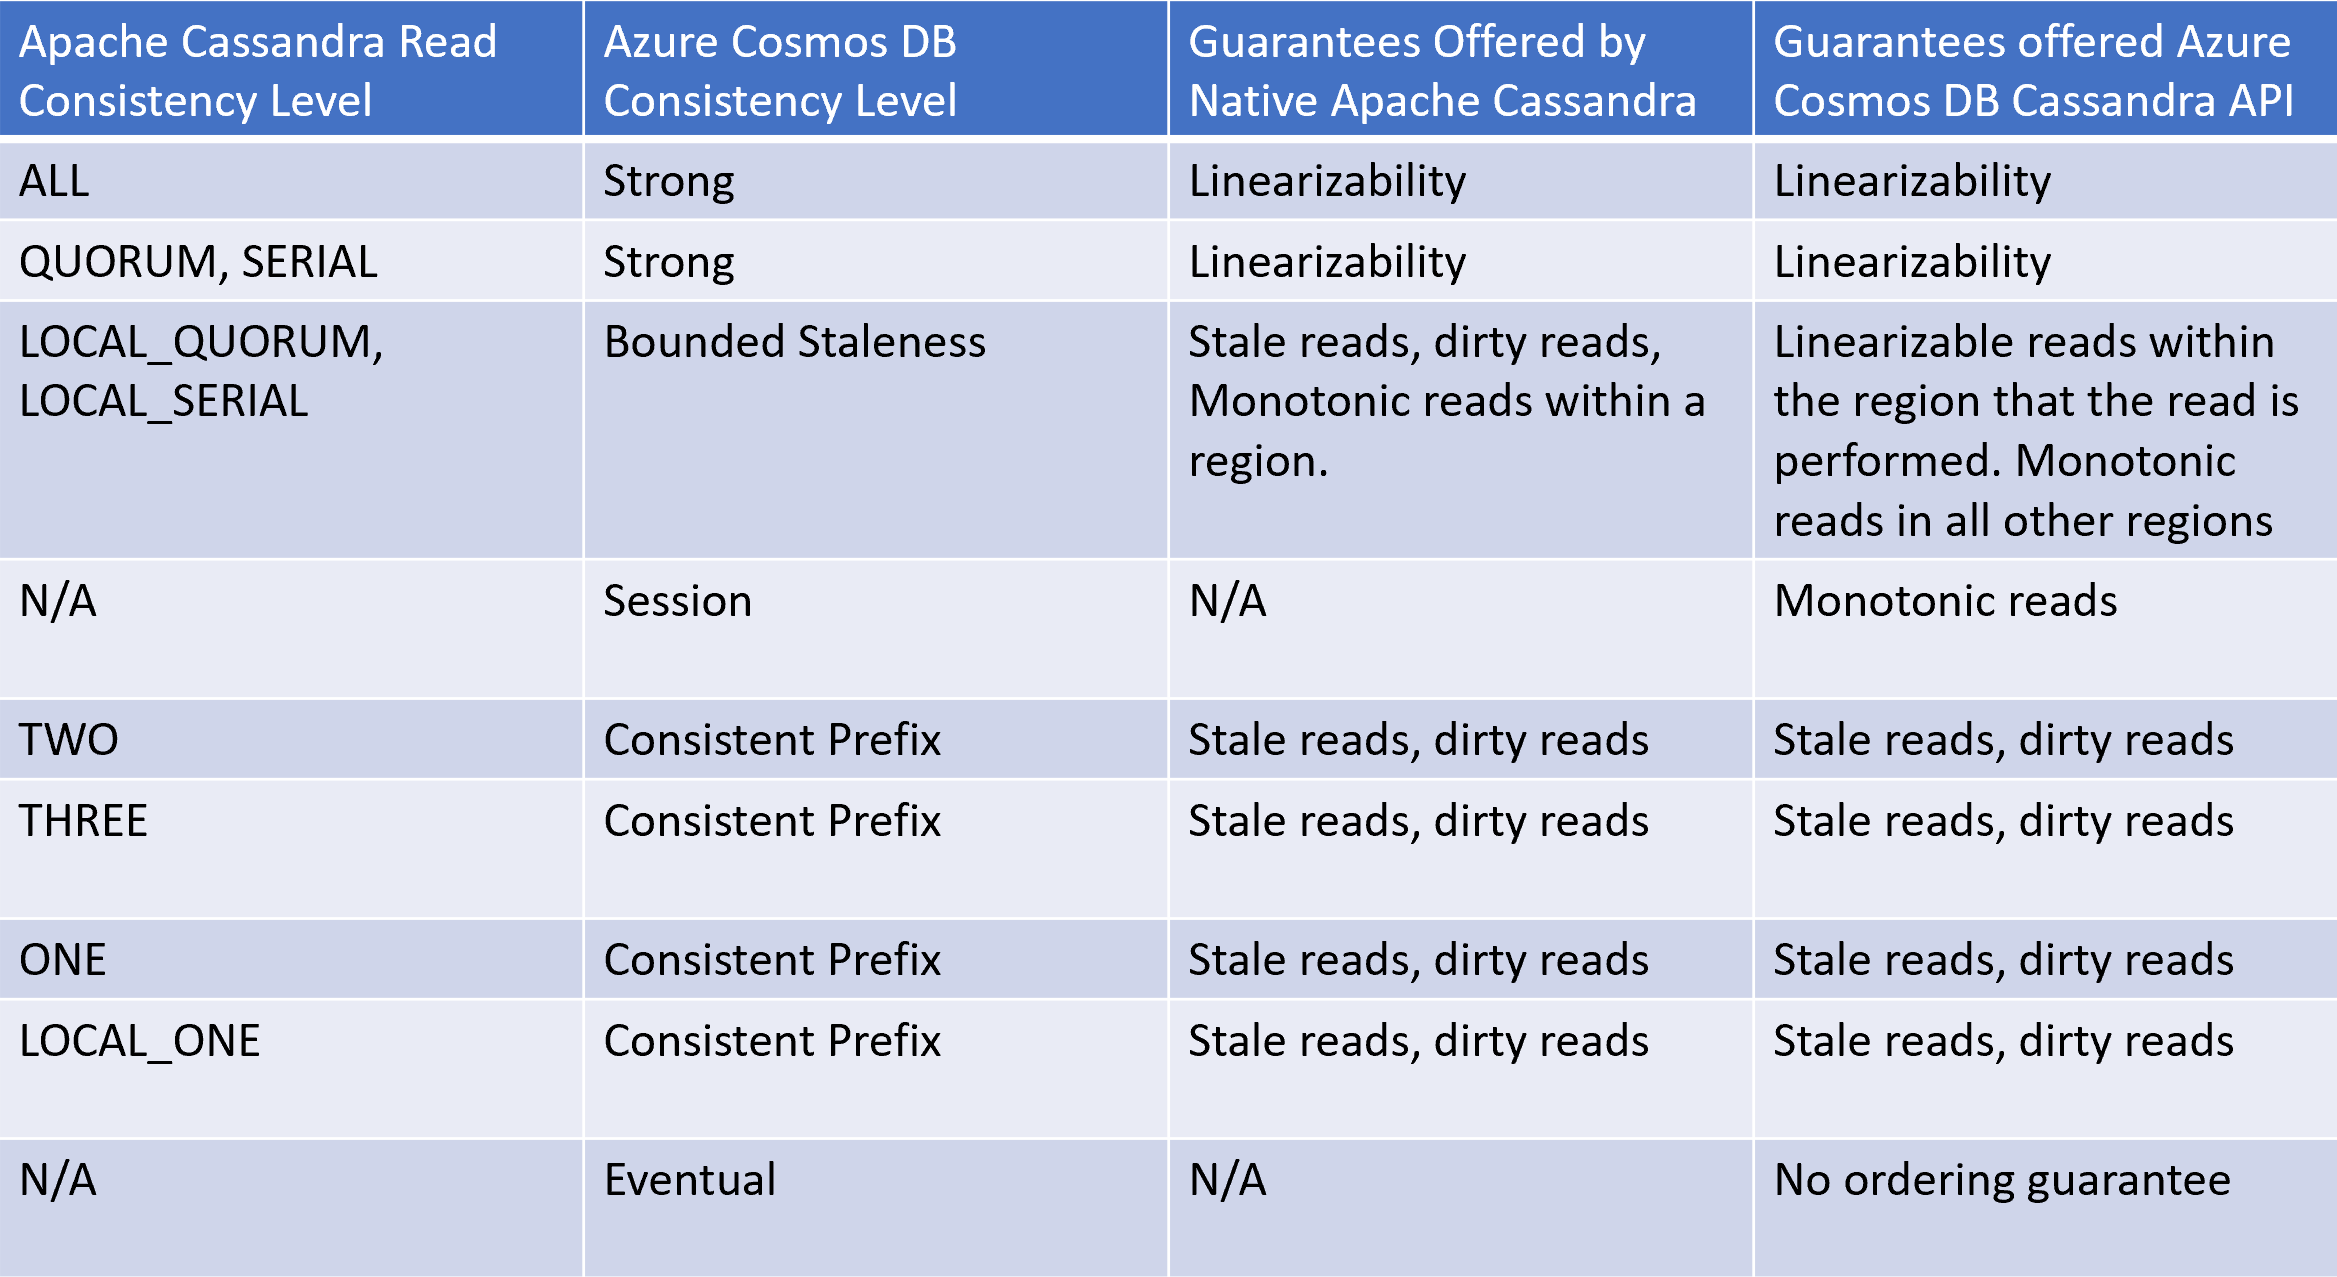 Apache Cassandra Read
Consistency Level
Azure Cosmos DB
Consistency Level
Guarantees Offered by
Native Apache Cassandra
Guarantees offered Azure
Cosmos DB Cassandra API
ALL
Strong
Linearizability
Linearizability
QUORUM, SERIAL
Strong
Linearizability
Linearizability
LOCAL_QUORUM,
LOCAL_SERIAL
Bounded Staleness
Stale reads, dirty reads,
Monotonic reads within a
region.
Linearizable reads within
the region that the read is
performed. Monotonic
reads in all other regions
N/A
Session
N/A
Monotonic reads
TWO
Consistent Prefix
Stale reads, dirty reads
Stale reads, dirty reads
THREE
Consistent Prefix
Stale reads, dirty reads
Stale reads, dirty reads
ONE
Consistent Prefix
Stale reads, dirty reads
Stale reads, dirty reads
LOCAL_ONE
Consistent Prefix
Stale reads, dirty reads
Stale reads, dirty reads
N/A
Eventual
N/A
No ordering guarantee